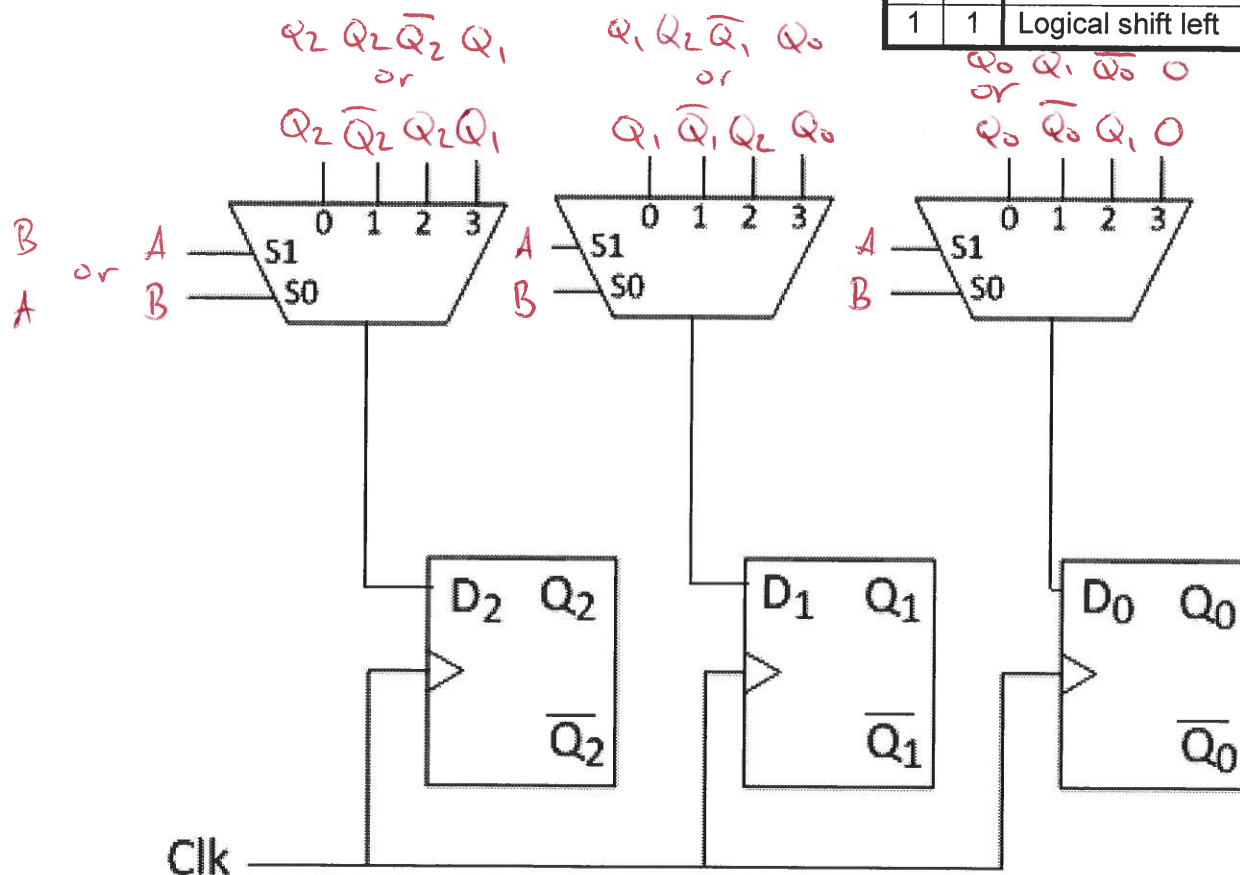 1 1 Logical shift left
Q2 Q2 Q̅2̅ Q1
Q1 Q2 Q̅1̅ Q0
Q0 Q1 Q̅0̅ 0
or
or
or
Q2 Q̅2̅ Q2 Q1
Q1 Q̅1̅ Q2 Q0
Q0 Q̅0̅ Q1 0
0 1 2 3
0 1 2 3
0 1 2 3
B or A S1
A S1
A S1
A B S0
B S0
B S0
D2 Q2
D1 Q1
D0 Q0
Q̅2̅
Q̅1̅
Q̅0̅
Clk